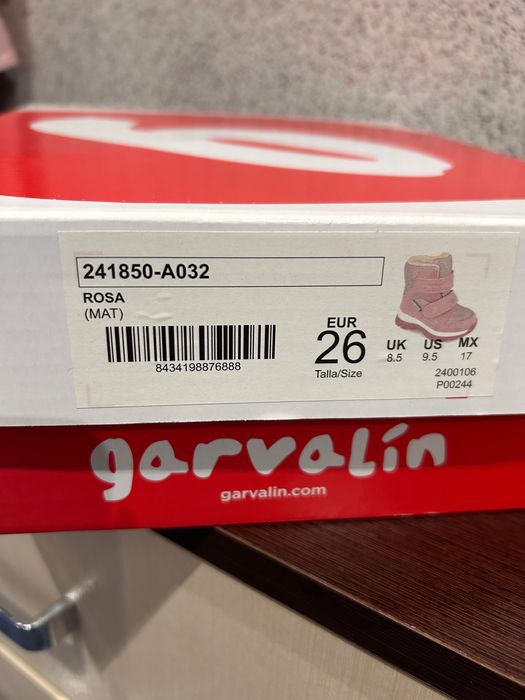 241850-A032
ROSA
(MAT)
8434198876888
EUR
26
Talla/Size
UK US MX
8.5 9.5 17
2400106
P00244
garvalín
garvalin.com